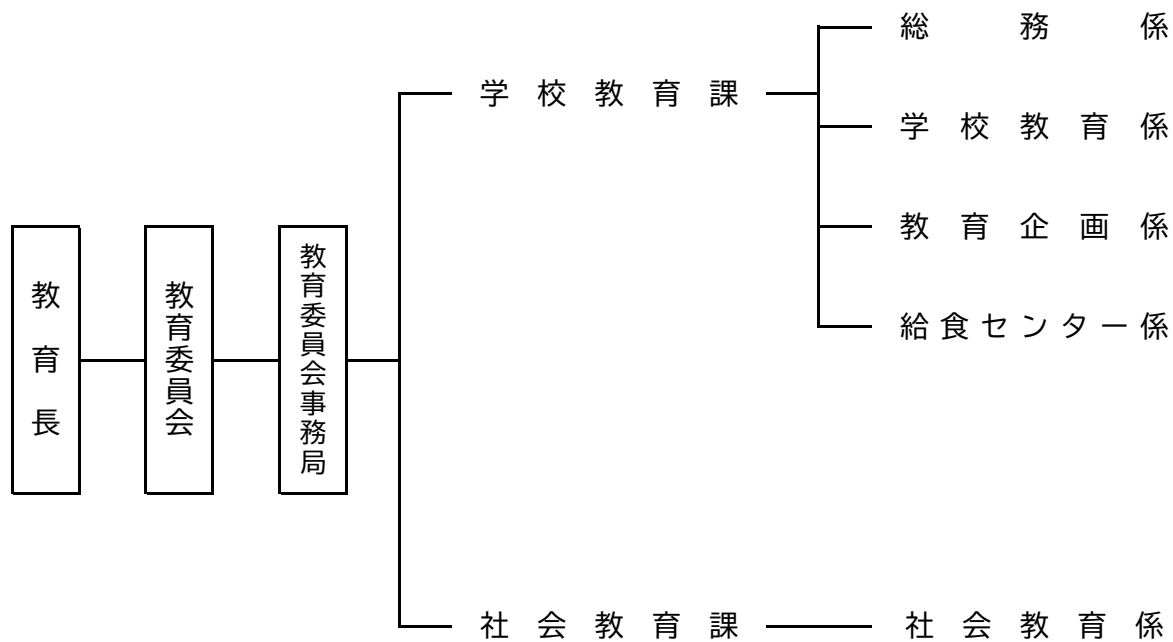 教育長
教育委員会
教育委員会事務局
学校教育課
総務係
学校教育係
教育企画係
給食センター係
社会教育課
社会教育係